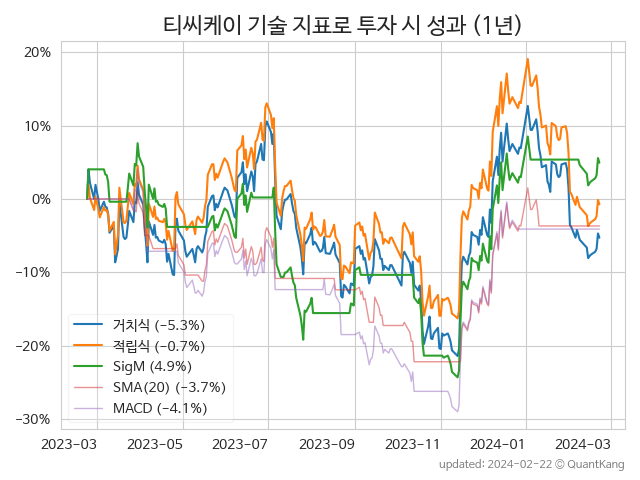 티씨케이 기술 지표로 투자 시 성과 (1년)
20%
10%
0%
−10%
−20%
−30%
거치식 (−5.3%)
적립식 (−0.7%)
SigM (4.9%)
SMA(20) (−3.7%)
MACD (−4.1%)
2023-03 2023-05 2023-07 2023-09 2023-11 2024-01 2024-03
updated: 2024-02-22 ⓒ QuantKang